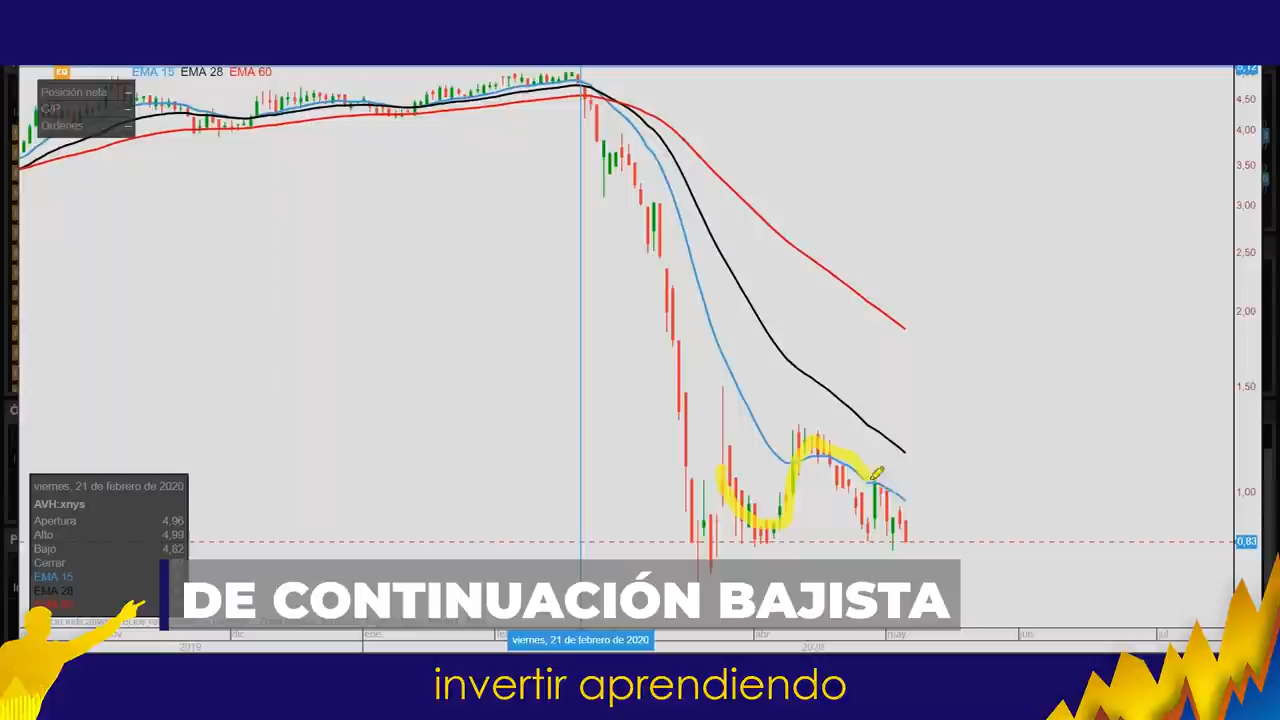 EQ EMA 15 EMA 28 EMA 60
Posición neta –
G/P –
Órdenes –
5,12
4,50
4,00
3,50
3,00
2,50
2,00
1,50
1,00
0,83
viernes, 21 de febrero de 2020
AVH:xnys
Apertura 4,96
Alto 4,99
Bajo 4,82
Cerrar
EMA 15
EMA 28
DE CONTINUACIÓN BAJISTA
dic ene abr may jun jul
viernes, 21 de febrero de 2020
2019 2020
invertir aprendiendo